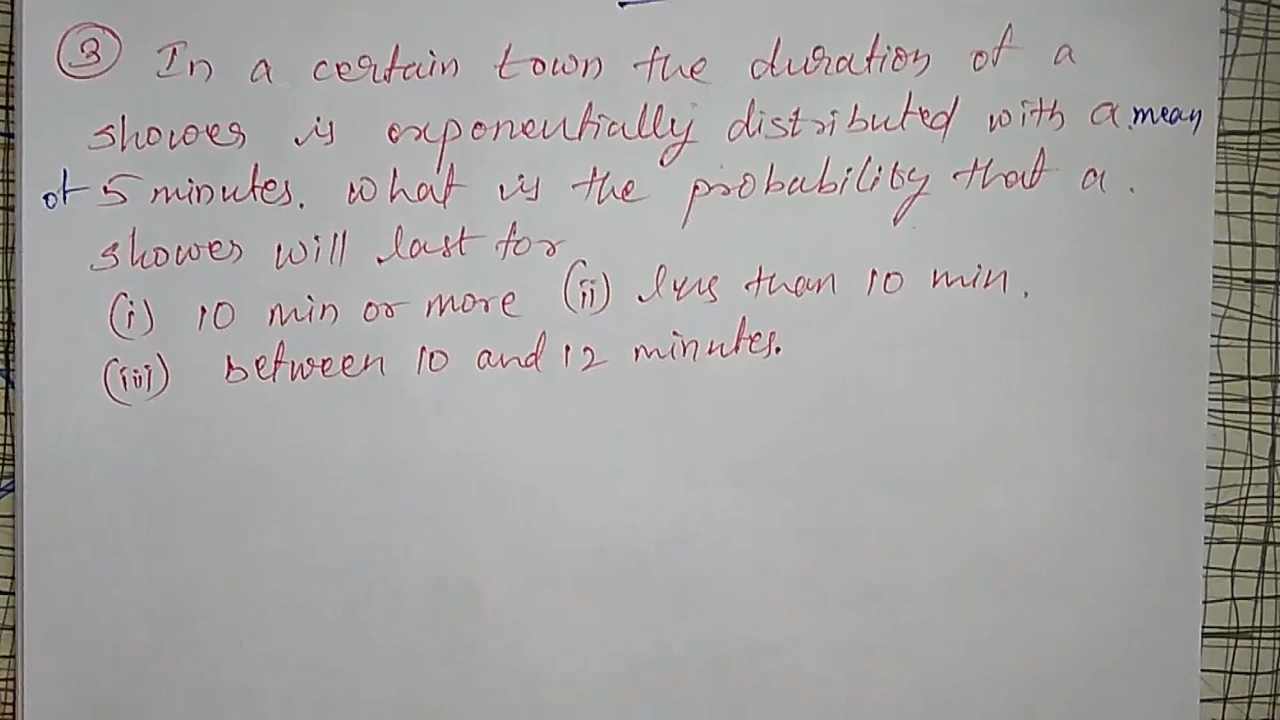 ③ In a certain town the duration of a
shower is exponentially distributed with a mean
of 5 minutes. What is the probability that a.
shower will last for
(i) 10 min or more (ii) less than 10 min.
(iii) between 10 and 12 minutes.